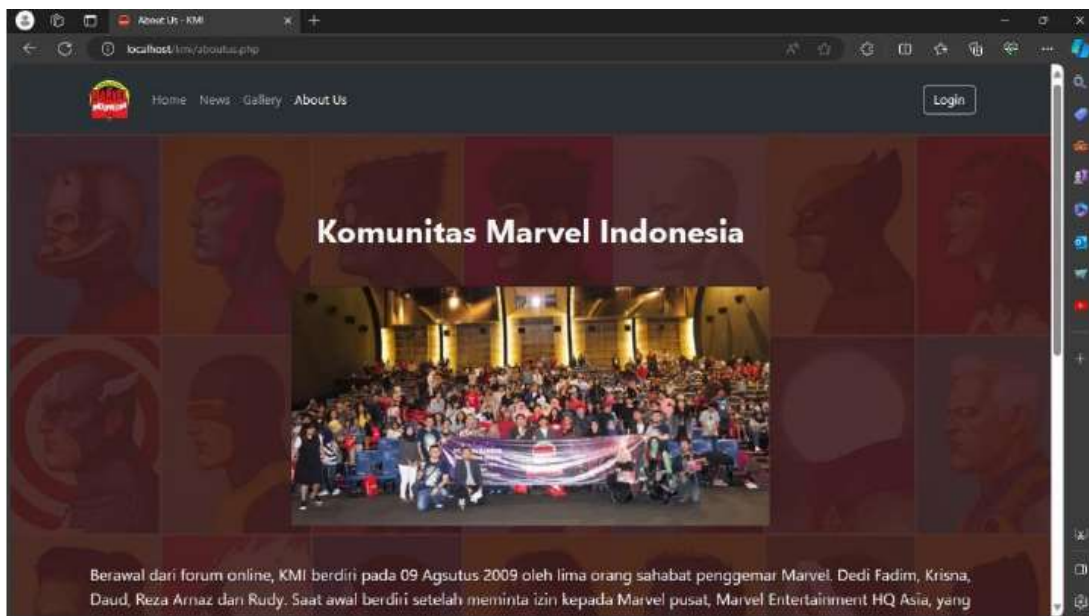 About Us - KMI
localhost/kmi/aboutus.php
MARVEL
INDONESIA
Home News Gallery About Us
Login
Komunitas Marvel Indonesia
Berawal dari forum online, KMI berdiri pada 09 Agsutus 2009 oleh lima orang sahabat penggemar Marvel. Dedi Fadim, Krisna,
Daud, Reza Arnaz dan Rudy. Saat awal berdiri setelah meminta izin kepada Marvel pusat, Marvel Entertainment HQ Asia, yang